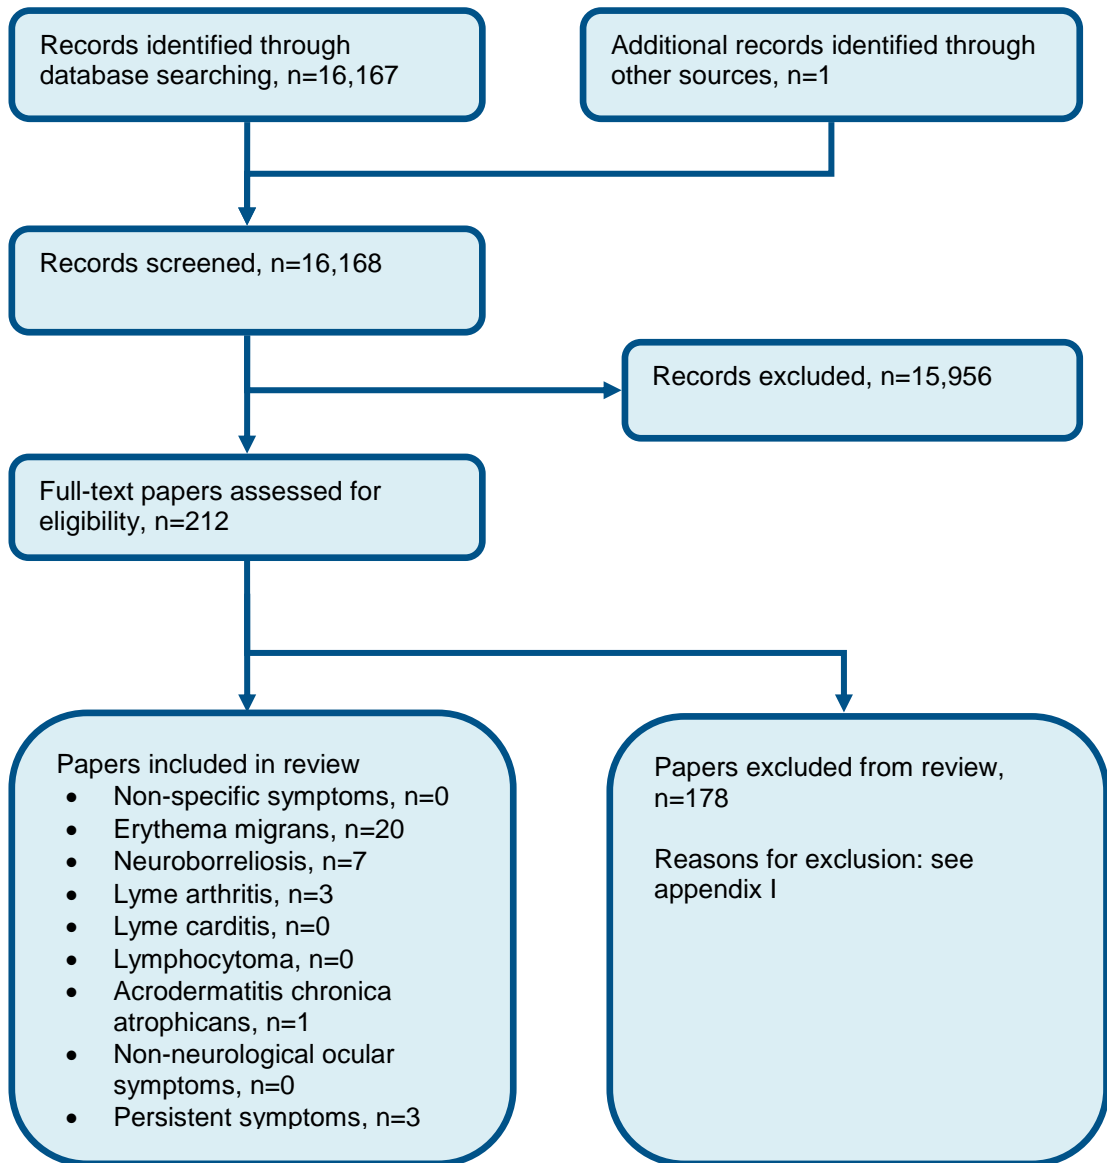 Records identified through
database searching, n=16,167
Additional records identified through
other sources, n=1
Records screened, n=16,168
Records excluded, n=15,956
Full-text papers assessed for
eligibility, n=212
Papers included in review
• Non-specific symptoms, n=0
• Erythema migrans, n=20
• Neuroborreliosis, n=7
• Lyme arthritis, n=3
• Lyme carditis, n=0
• Lymphocytoma, n=0
• Acrodermatitis chronica
atrophicans, n=1
• Non-neurological ocular
symptoms, n=0
• Persistent symptoms, n=3
Papers excluded from review,
n=178
Reasons for exclusion: see
appendix I